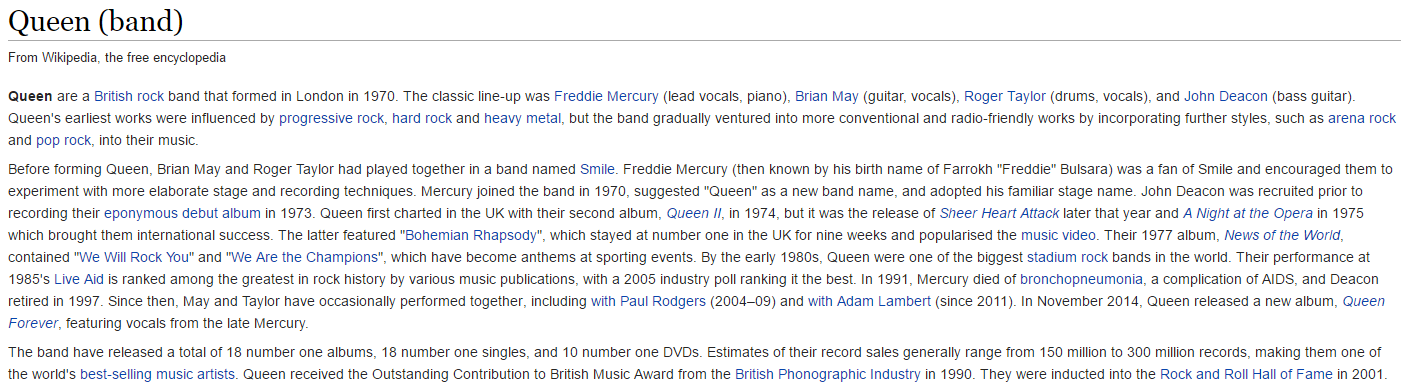 Queen (band)
From Wikipedia, the free encyclopedia
Queen are a British rock band that formed in London in 1970. The classic line-up was Freddie Mercury (lead vocals, piano), Brian May (guitar, vocals), Roger Taylor (drums, vocals), and John Deacon (bass guitar).
Queen's earliest works were influenced by progressive rock, hard rock and heavy metal, but the band gradually ventured into more conventional and radio-friendly works by incorporating further styles, such as arena rock
and pop rock, into their music.
Before forming Queen, Brian May and Roger Taylor had played together in a band named Smile. Freddie Mercury (then known by his birth name of Farrokh "Freddie" Bulsara) was a fan of Smile and encouraged them to
experiment with more elaborate stage and recording techniques. Mercury joined the band in 1970, suggested "Queen" as a new band name, and adopted his familiar stage name. John Deacon was recruited prior to
recording their eponymous debut album in 1973. Queen first charted in the UK with their second album, Queen II, in 1974, but it was the release of Sheer Heart Attack later that year and A Night at the Opera in 1975
which brought them international success. The latter featured "Bohemian Rhapsody", which stayed at number one in the UK for nine weeks and popularised the music video. Their 1977 album, News of the World,
contained "We Will Rock You" and "We Are the Champions", which have become anthems at sporting events. By the early 1980s, Queen were one of the biggest stadium rock bands in the world. Their performance at
1985's Live Aid is ranked among the greatest in rock history by various music publications, with a 2005 industry poll ranking it the best. In 1991, Mercury died of bronchopneumonia, a complication of AIDS, and Deacon
retired in 1997. Since then, May and Taylor have occasionally performed together, including with Paul Rodgers (2004–09) and with Adam Lambert (since 2011). In November 2014, Queen released a new album, Queen
Forever, featuring vocals from the late Mercury.
The band have released a total of 18 number one albums, 18 number one singles, and 10 number one DVDs. Estimates of their record sales generally range from 150 million to 300 million records, making them one of
the world's best-selling music artists. Queen received the Outstanding Contribution to British Music Award from the British Phonographic Industry in 1990. They were inducted into the Rock and Roll Hall of Fame in 2001.